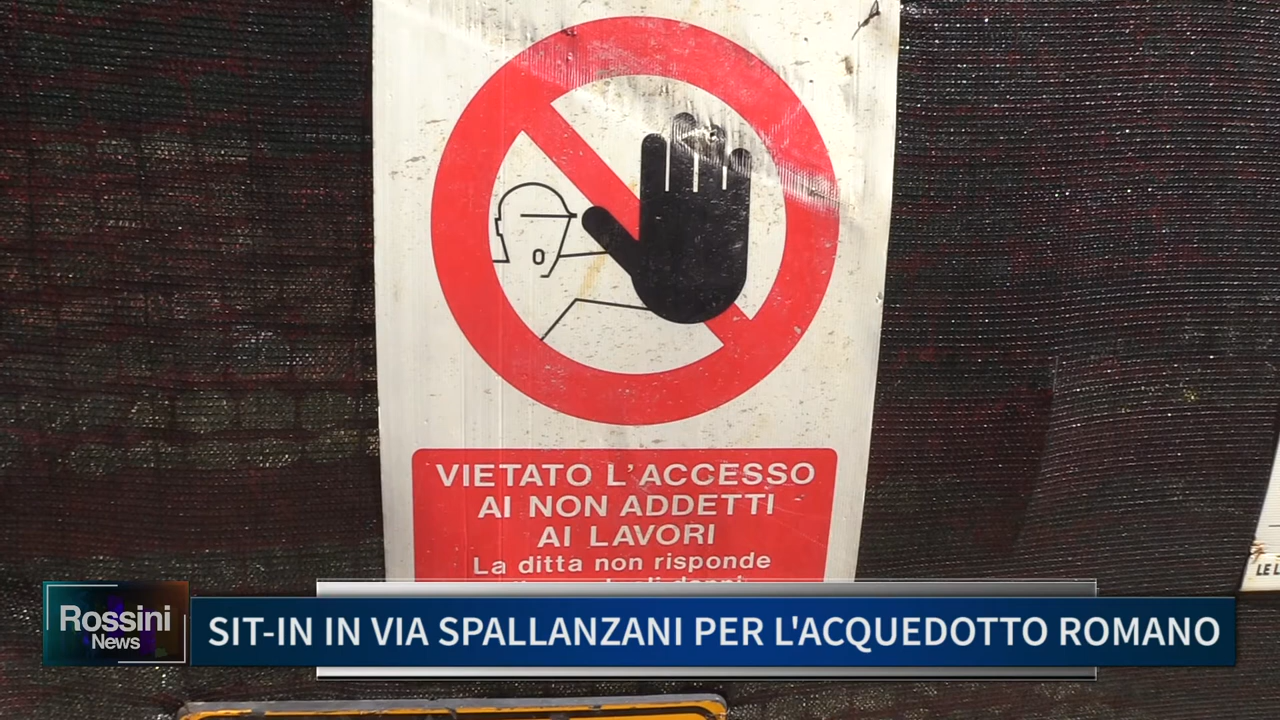 VIETATO L'ACCESSO
AI NON ADDETTI
AI LAVORI
La ditta non risponde
Rossini
News
SIT-IN IN VIA SPALLANZANI PER L'ACQUEDOTTO ROMANO